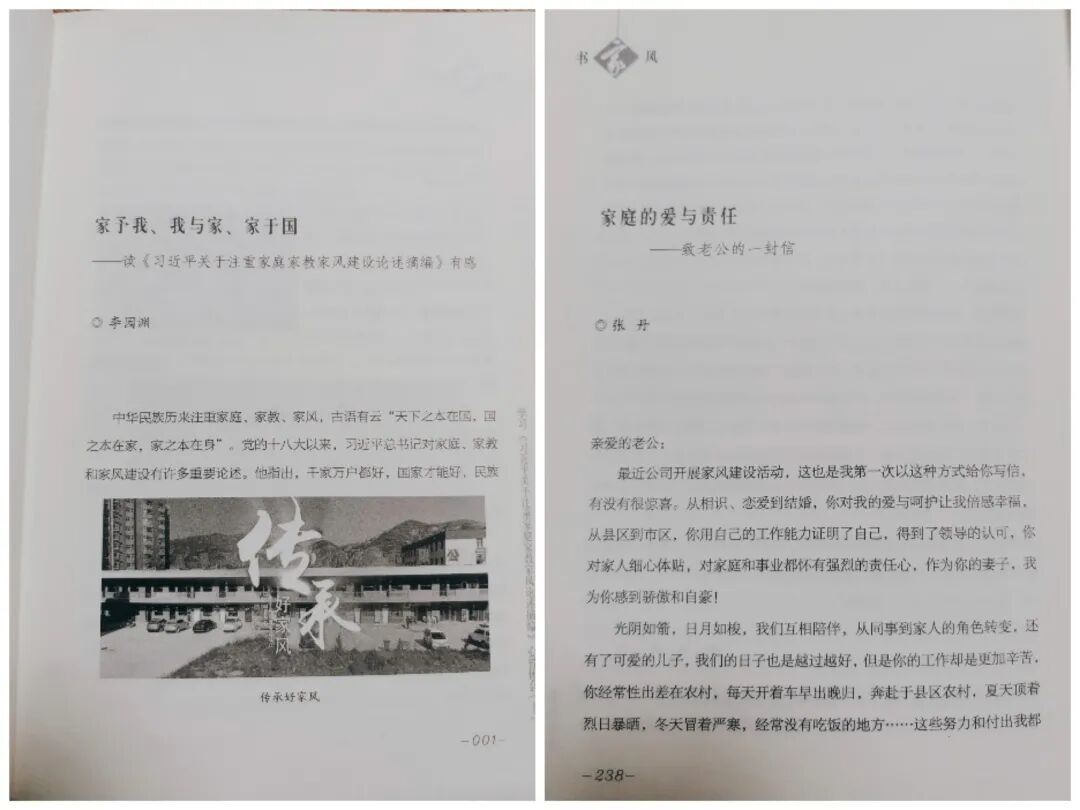 家予我、我与家、家于国
——读《习近平关于注重家庭家教家风建设论述摘编》有感
◎ 李园渊
中华民族历来注重家庭、家教、家风，古语有云“天下之本在国，国
之本在家，家之本在身”。党的十八大以来，习近平总书记对家庭、家教
和家风建设有许多重要论述。他指出，千家万户都好，国家才能好，民族
传承
好家风
传承好家风
-001-
书 家 风
家庭的爱与责任
——致老公的一封信
◎ 张 丹
亲爱的老公：
最近公司开展家风建设活动，这也是我第一次以这种方式给你写信，
有没有很惊喜。从相识、恋爱到结婚，你对我的爱与呵护让我倍感幸福，
从县区到市区，你用自己的工作能力证明了自己，得到了领导的认可，你
对家人细心体贴，对家庭和事业都怀有强烈的责任心，作为你的妻子，我
为你感到骄傲和自豪！
光阴如箭，日月如梭，我们互相陪伴，从同事到家人的角色转变，还
有了可爱的儿子，我们的日子也是越过越好，但是你的工作却是更加辛苦，
你经常性出差在农村，每天开着车早出晚归，奔赴于县区农村，夏天顶着
烈日暴晒，冬天冒着严寒，经常没有吃饭的地方……这些努力和付出我都
-238-